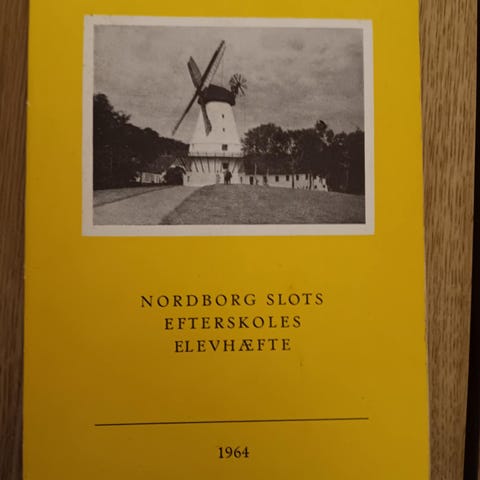 NORDBORG SLOTS
EFTERSKOLES
ELEVHÆFTE
1964